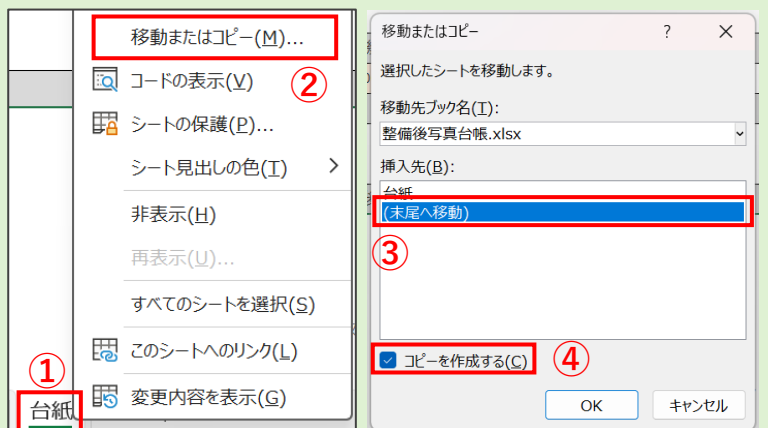 移動またはコピー(M)...
②
コードの表示(V)
シートの保護(P)...
シート見出しの色(T)
非表示(H)
再表示(U)...
すべてのシートを選択(S)
このシートへのリンク(L)
①
変更内容を表示(G)
台紙
移動またはコピー
?
選択したシートを移動します。
移動先ブック名(T):
整備後写真台帳.xlsx
挿入先(B):
台紙
(末尾へ移動)
③
コピーを作成する(C)
④
OK
キャンセル